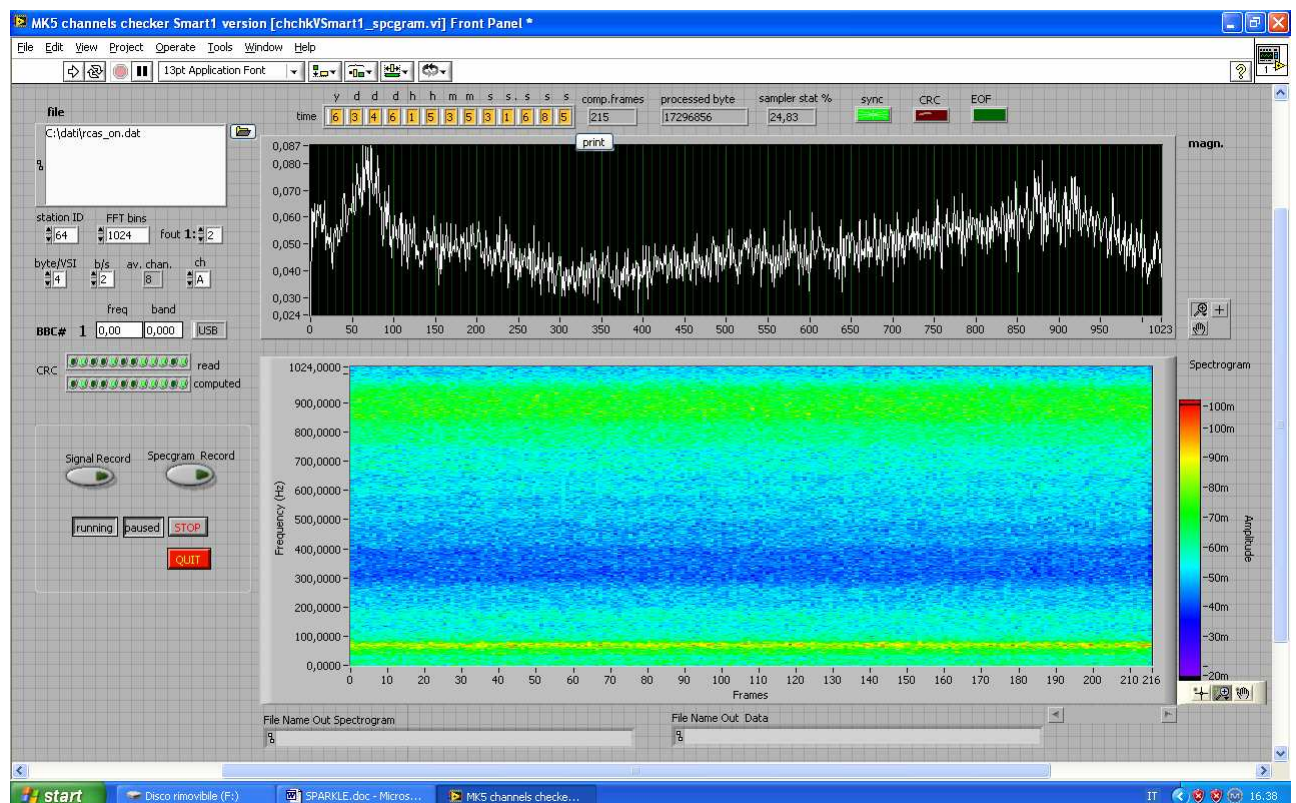 MK5 channels checker Smart1 version [chchkVSmart1_spcgram.vi] Front Panel *
File Edit View Project Operate Tools Window Help
13pt Application Font
file
C:\dati\rcas_on.dat
y d d d h h m m s s . s s s
time 6 3 4 6 1 5 3 5 3 1 6 8 5
comp.frames processed byte sampler stat % sync CRC EOF
215 17296856 24,83
print
magn.
0,087
0,080
0,070
0,060
0,050
0,040
0,030
0,024
0 50 100 150 200 250 300 350 400 450 500 550 600 650 700 750 800 850 900 950 1023
station ID FFT bins
64 1024 fout 1: 2
byte/VSI b/s av. chan. ch
4 2 8 A
freq band
BBC# 1 0,00 0,000 USB
CRC read
computed
Signal Record Specgram Record
running paused STOP
QUIT
Spectrogram
Frequency (Hz)
1024,0000
900,0000
800,0000
700,0000
600,0000
500,0000
400,0000
300,0000
200,0000
100,0000
0,0000
0 10 20 30 40 50 60 70 80 90 100 110 120 130 140 150 160 170 180 190 200 210 216
Frames
100m
100m
90m
80m
70m
60m
50m
40m
30m
20m
Amplitude
File Name Out Spectrogram
File Name Out Data
start
Disco rimovibile (F:)
SPARKLE.doc - Micros...
MK5 channels checke...
IT
16.38